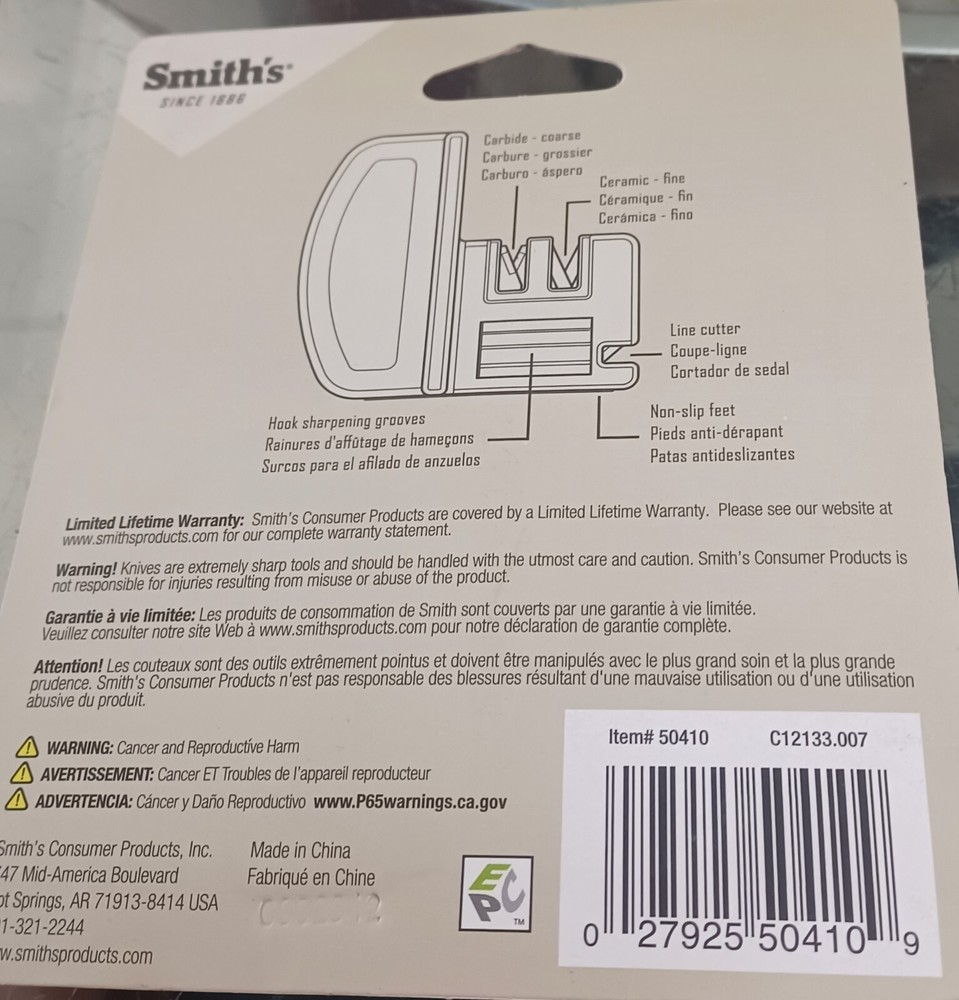 Smith's
SINCE 1886
Carbide - coarse
Carbure - grossier
Carburo - áspero
Ceramic - fine
Céramique - fin
Cerámica - fino
Line cutter
Coupe-ligne
Cortador de sedal
Hook sharpening grooves
Rainures d'affûtage de hameçons
Surcos para el afilado de anzuelos
Non-slip feet
Pieds anti-dérapant
Patas antideslizantes
Limited Lifetime Warranty: Smith's Consumer Products are covered by a Limited Lifetime Warranty. Please see our website at
www.smithsproducts.com for our complete warranty statement.
Warning! Knives are extremely sharp tools and should be handled with the utmost care and caution. Smith's Consumer Products is
not responsible for injuries resulting from misuse or abuse of the product.
Garantie à vie limitée: Les produits de consommation de Smith sont couverts par une garantie à vie limitée.
Veuillez consulter notre site Web à www.smithsproducts.com pour notre déclaration de garantie complète.
Attention! Les couteaux sont des outils extrêmement pointus et doivent être manipulés avec le plus grand soin et la plus grande
prudence. Smith's Consumer Products n'est pas responsable des blessures résultant d'une mauvaise utilisation ou d'une utilisation
abusive du produit.
WARNING: Cancer and Reproductive Harm
AVERTISSEMENT: Cancer ET Troubles de l'appareil reproducteur
ADVERTENCIA: Cáncer y Daño Reproductivo www.P65warnings.ca.gov
Smith's Consumer Products, Inc.
747 Mid-America Boulevard
ot Springs, AR 71913-8414 USA
1-321-2244
w.smithsproducts.com
Made in China
Fabriqué en Chine
EPC TM
Item# 50410 C12133.007
0 27925 50410 9